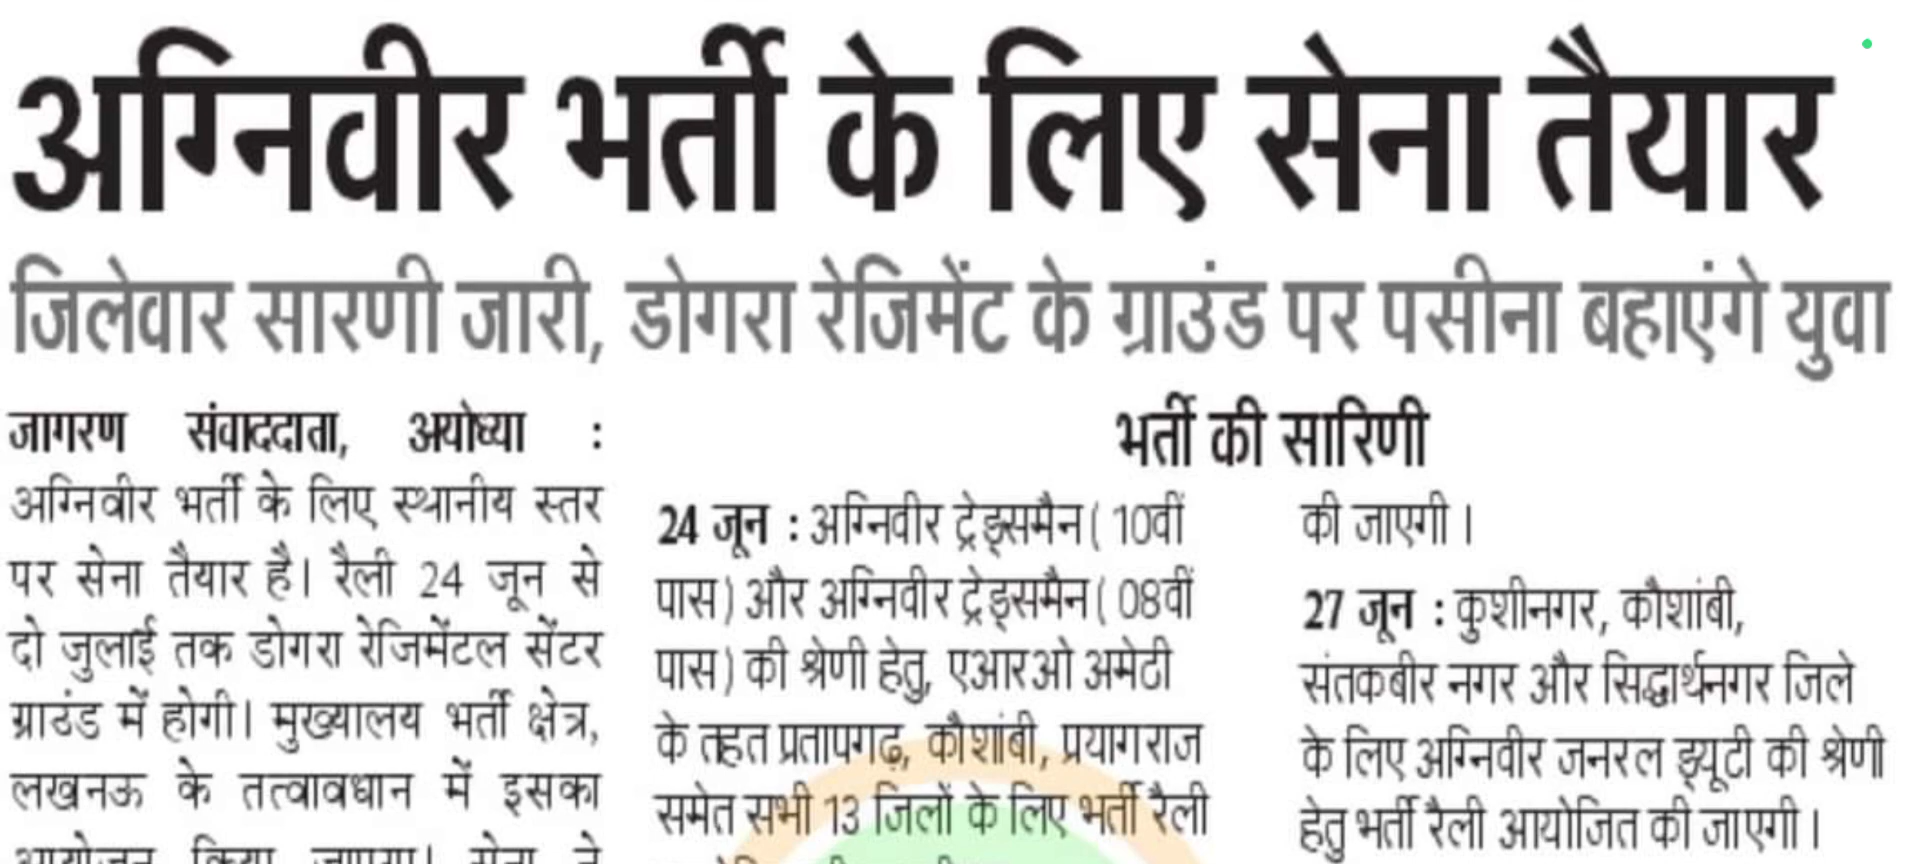 अग्निवीर भर्ती के लिए सेना तैयार
जिलेवार सारणी जारी, डोगरा रेजिमेंट के ग्राउंड पर पसीना बहाएंगे युवा
जागरण संवाददाता, अयोध्या :
अग्निवीर भर्ती के लिए स्थानीय स्तर
पर सेना तैयार है। रैली 24 जून से
दो जुलाई तक डोगरा रेजिमेंटल सेंटर
ग्राउंड में होगी। मुख्यालय भर्ती क्षेत्र,
लखनऊ के तत्वावधान में इसका
आयोजन किया जाएगा। सेना ने
भर्ती की सारिणी
24 जून : अग्निवीर ट्रेड्समैन ( 10वीं
पास ) और अग्निवीर ट्रेड्समैन ( 08वीं
पास ) की श्रेणी हेतु, एआरओ अमेटी
के तहत प्रतापगढ़, कौशांबी, प्रयागराज
समेत सभी 13 जिलों के लिए भर्ती रैली
की जाएगी ।
27 जून : कुशीनगर, कौशांबी,
संतकबीर नगर और सिद्धार्थनगर जिले
के लिए अग्निवीर जनरल ड्यूटी की श्रेणी
हेतु भर्ती रैली आयोजित की जाएगी ।